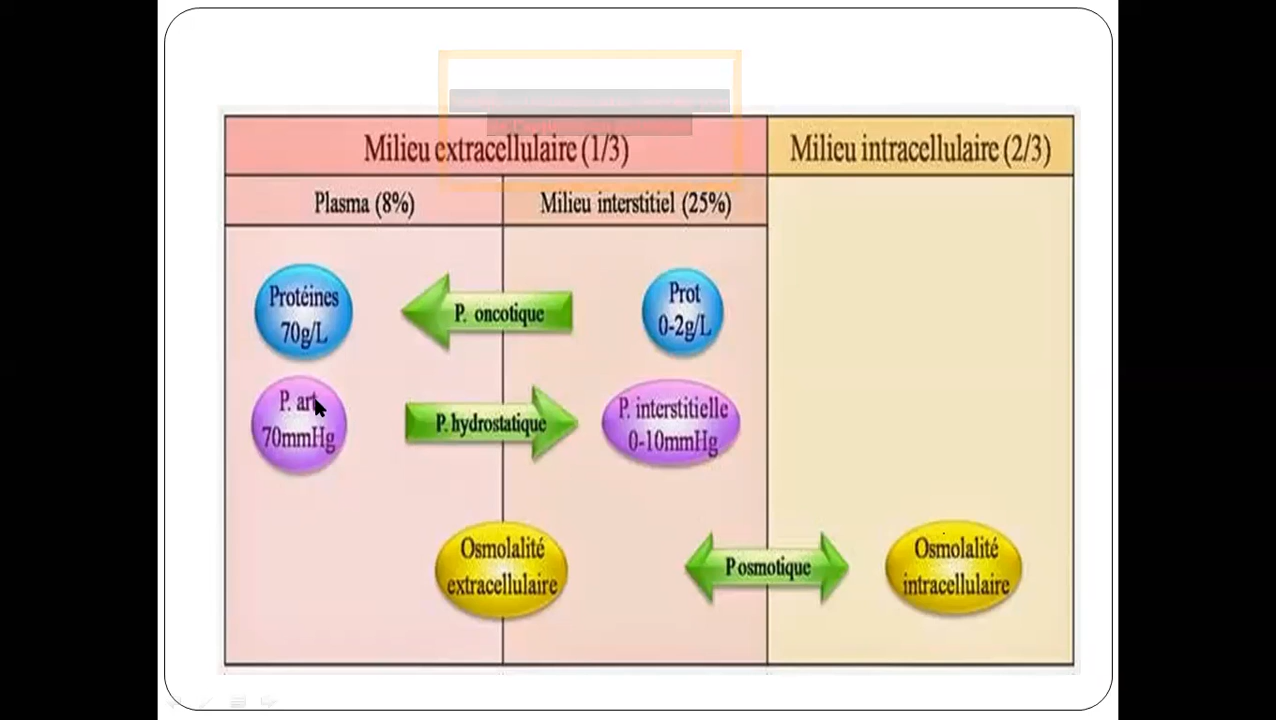 Milieu extracellulaire (1/3)
Milieu intracellulaire (2/3)
Plasma (8%)
Milieu interstitiel (25%)
Protéines
70g/L
P. oncotique
Prot
0-2g/L
P. art
70mmHg
P. hydrostatique
P. interstitielle
0-10mmHg
Osmolalité
extracellulaire
P osmotique
Osmolalité
intracellulaire